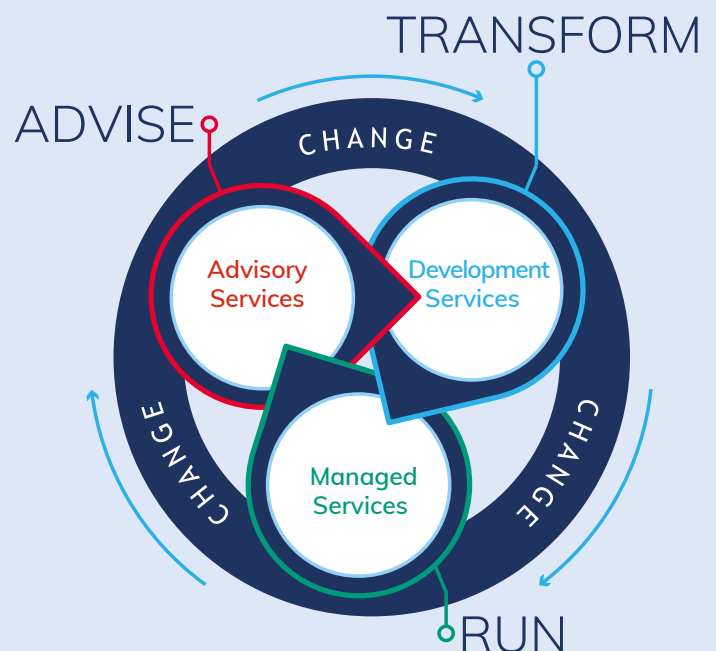 TRANSFORM
ADVISE
CHANGE
Advisory
Services
Development
Services
CHANGE
CHANGE
Managed
Services
RUN